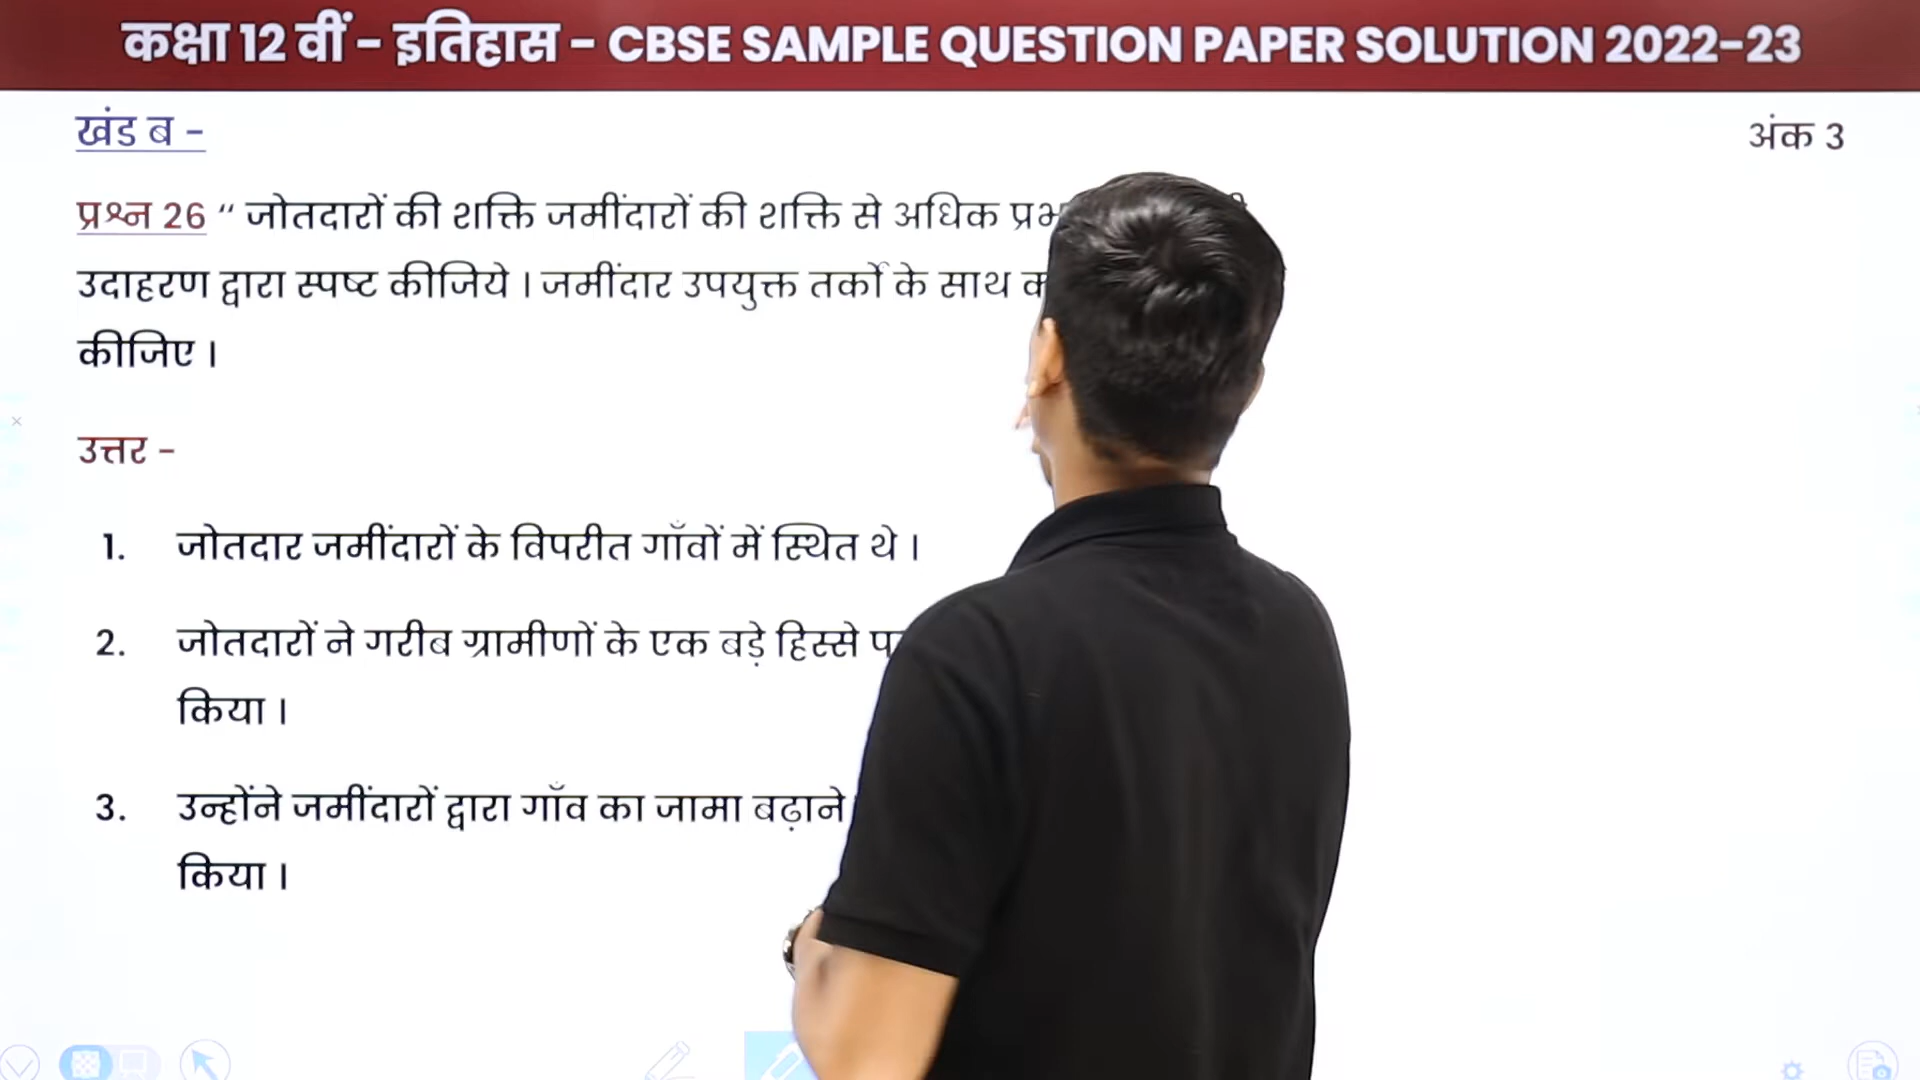 कक्षा 12 वीं - इतिहास - CBSE SAMPLE QUESTION PAPER SOLUTION 2022-23
खंड ब -
अंक 3
प्रश्न 26 “ जोतदारों की शक्ति जमींदारों की शक्ति से अधिक
उदाहरण द्वारा स्पष्ट कीजिये । जमींदार उपयुक्त तर्को के साथ
कीजिए ।
उत्तर -
1. जोतदार जमींदारों के विपरीत गाँवों में स्थित थे ।
2. जोतदारों ने गरीब ग्रामीणों के एक बड़े हिस्से
किया ।
3. उन्होंने जमींदारों द्वारा गाँव का जामा बढ़ाने
किया ।